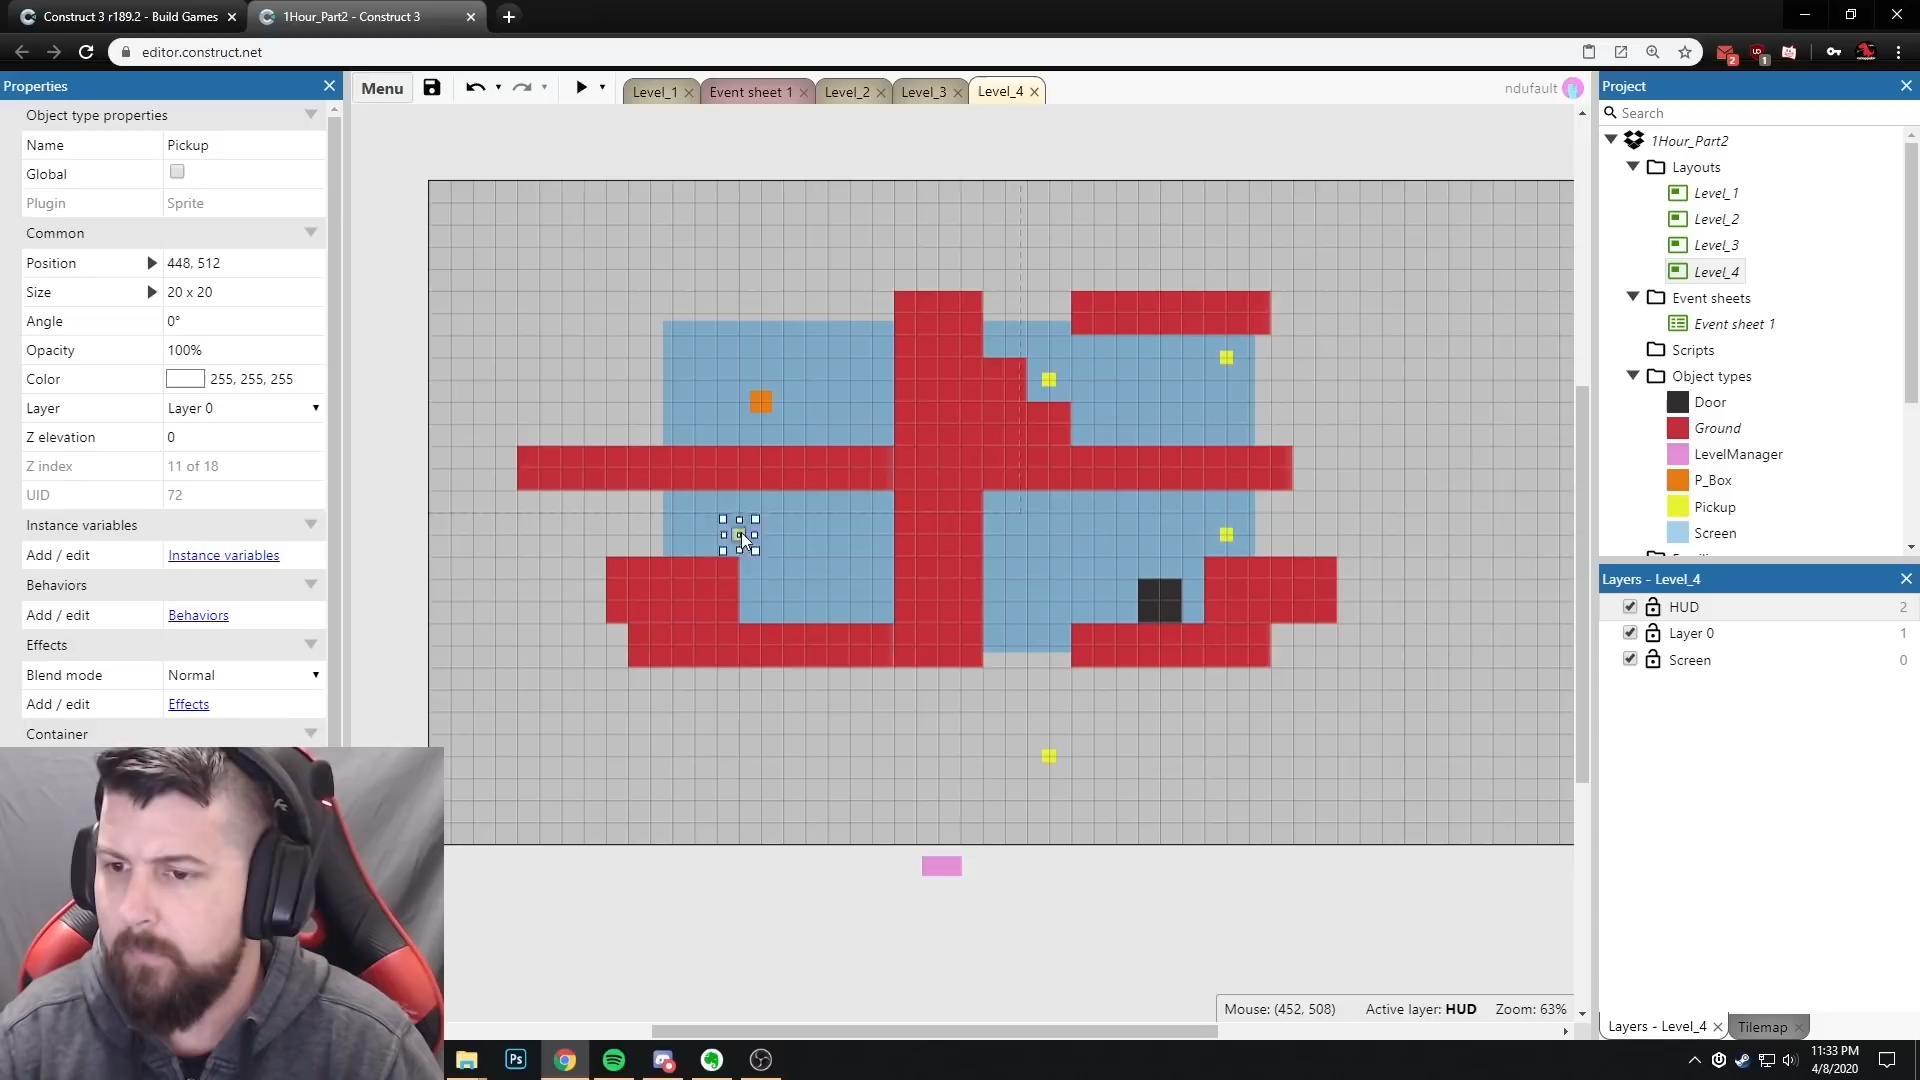 Construct 3 r189.2 - Build Games
1Hour_Part2 - Construct 3
editor.construct.net
Properties
Menu
Level_1
Event sheet 1
Level_2
Level_3
Level_4
ndufault
Project
Object type properties
Name
Pickup
Global
Plugin
Sprite
Common
Position
448, 512
Size
20 x 20
Angle
0°
Opacity
100%
Color
255, 255, 255
Layer
Layer 0
Z elevation
0
Z index
11 of 18
UID
72
Instance variables
Add / edit
Instance variables
Behaviors
Add / edit
Behaviors
Effects
Blend mode
Normal
Add / edit
Effects
Container
Search
1Hour_Part2
Layouts
Level_1
Level_2
Level_3
Level_4
Event sheets
Event sheet 1
Scripts
Object types
Door
Ground
LevelManager
P_Box
Pickup
Screen
Layers - Level_4
HUD
2
Layer 0
1
Screen
0
Mouse: (452, 508)
Active layer: HUD
Zoom: 63%
Layers - Level_4
Tilemap
Ps
2
UD
1
11:33 PM
4/8/2020